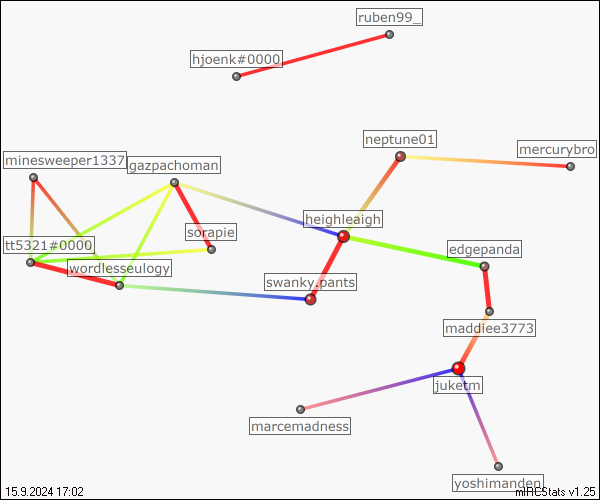 ruben99_
hjoenk#0000
neptune01
mercurybro
minesweeper1337
gazpachoman
heighleigh
sorapie
tt5321#0000
edgepanda
wordlesseulogy
swanky.pants
maddiee3773
juketm
marcemadness
yoshimanden
15.9.2024 17:02
mIRCStats v1.25